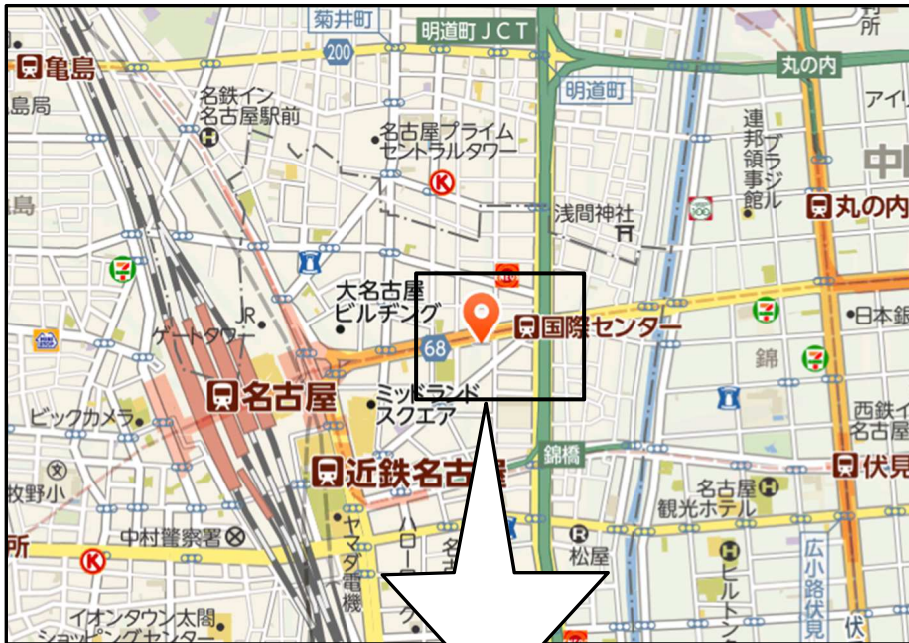 菊井町
明道町JCT
判
所
200
亀島
丸の内
島局
名鉄イン
名古屋駅前
明道町
アイリ
名古屋プライム
セントラルタワー
ブラジル
連邦領事館
中
K
島
浅間神社
丸の内
7
大名古屋
ビルヂング
JR
ゲートタワー
68
国際センター
日本銀
錦
7
名古屋
ミッドランド
スクエア
ビックカメラ
西鉄イ
名古屋
錦橋
近鉄名古屋
伏見
牧野小
名古屋
観光ホテル
H
中村警察署
所
ヤマダ電機
ハロー
名
R
松屋
K
ヒルトン
広小路伏見
イオンタウン太閤
ショッピングセンター
ク
伏